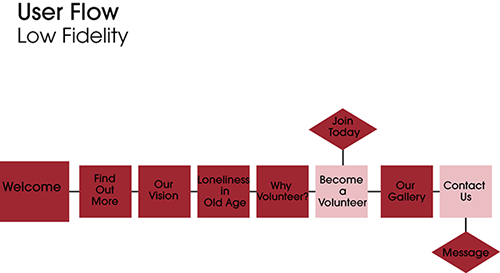 User Flow
Low Fidelity
Join
Today
Welcome
Find
Out
More
Our
Vision
Loneliness
in
Old Age
Why
Volunteer?
Become
a
Volunteer
Our
Gallery
Contact
Us
Message